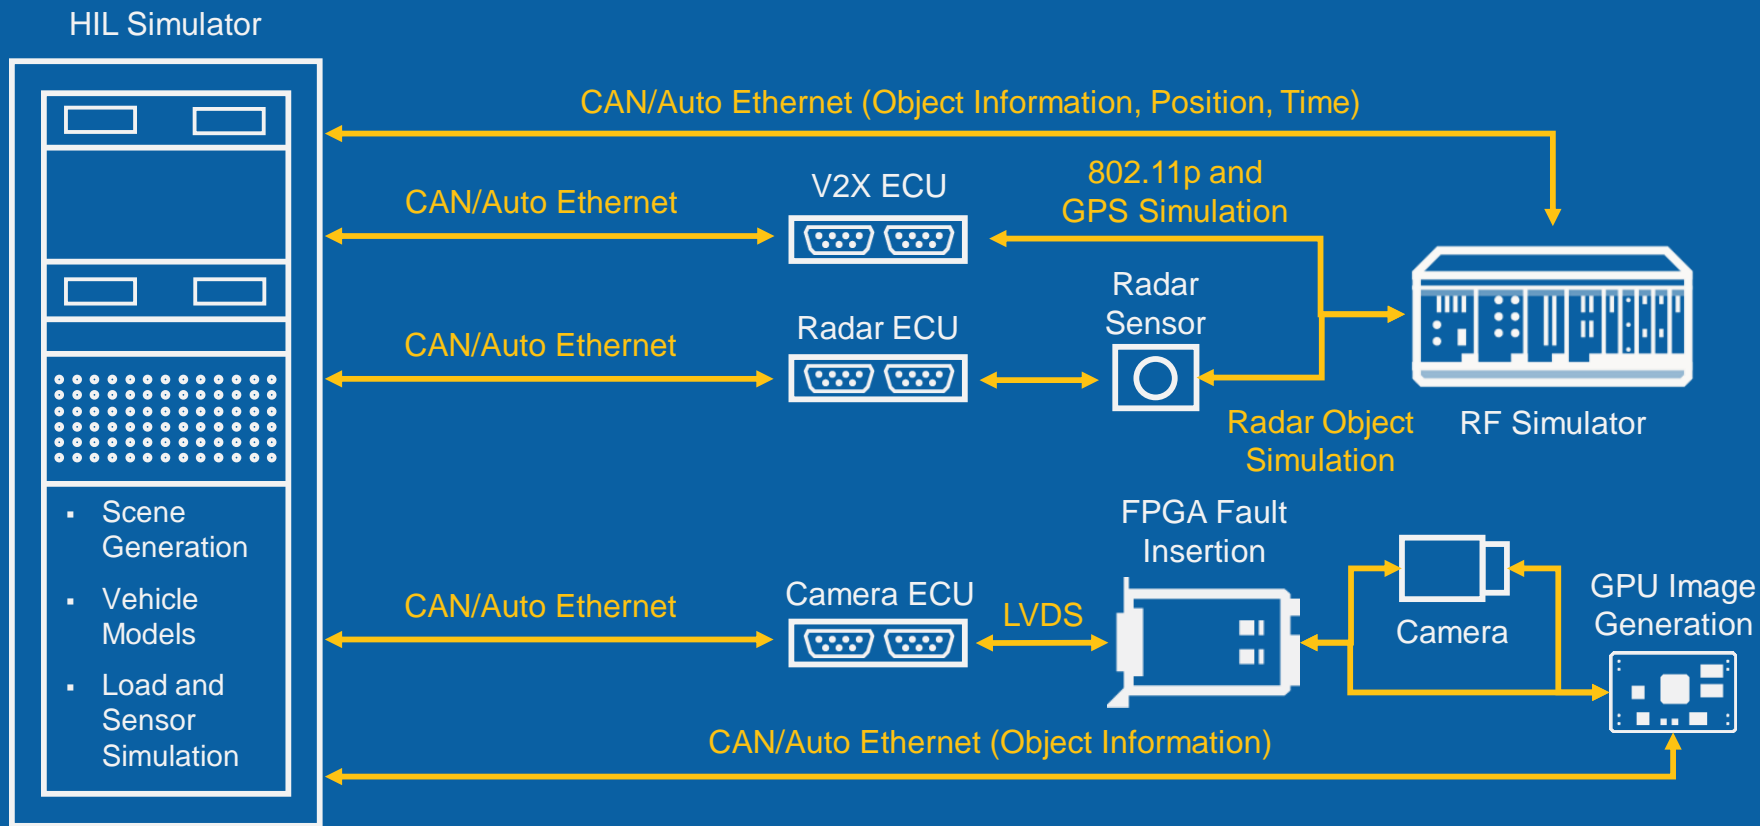 HIL Simulator
CAN/Auto Ethernet (Object Information, Position, Time)
CAN/Auto Ethernet
V2X ECU
802.11p and
GPS Simulation
CAN/Auto Ethernet
Radar ECU
Radar
Sensor
Radar Object
Simulation
RF Simulator
▪ Scene
Generation
▪ Vehicle
Models
▪ Load and
Sensor
Simulation
CAN/Auto Ethernet
Camera ECU
LVDS
FPGA Fault
Insertion
Camera
GPU Image
Generation
CAN/Auto Ethernet (Object Information)